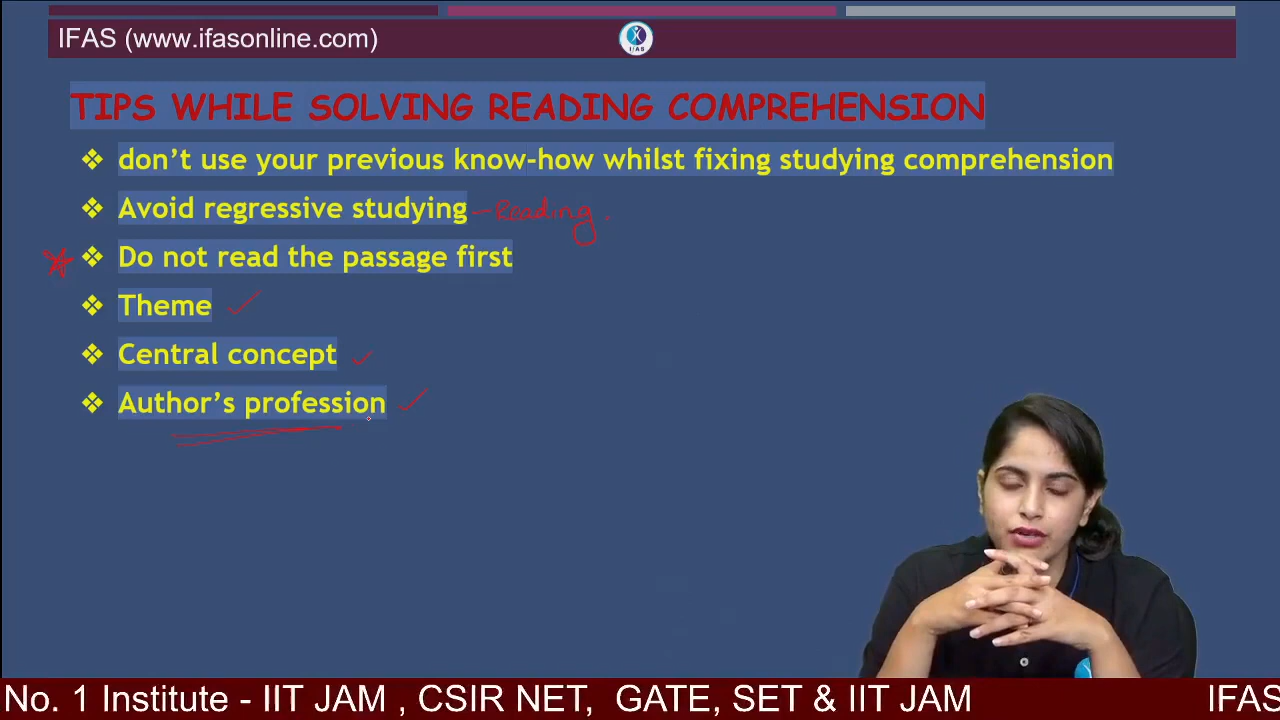 IFAS (www.ifasonline.com)
IFAS
TIPS WHILE SOLVING READING COMPREHENSION
❖ don't use your previous know-how whilst fixing studying comprehension
❖ Avoid regressive studying - Reading.
❖ Do not read the passage first
❖ Theme
❖ Central concept
❖ Author's profession
No. 1 Institute - IIT JAM , CSIR NET, GATE, SET & IIT JAM IFAS